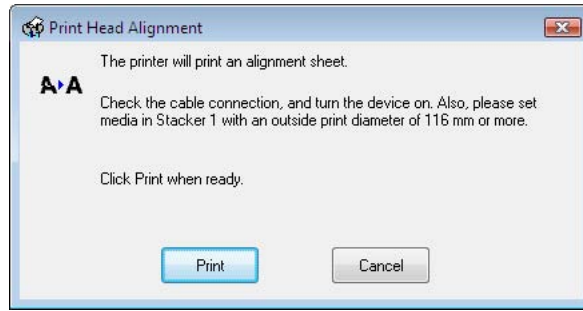 Print Head Alignment
The printer will print an alignment sheet.
A A
Check the cable connection, and turn the device on. Also, please set
media in Stacker 1 with an outside print diameter of 116 mm or more.
Click Print when ready.
Print
Cancel